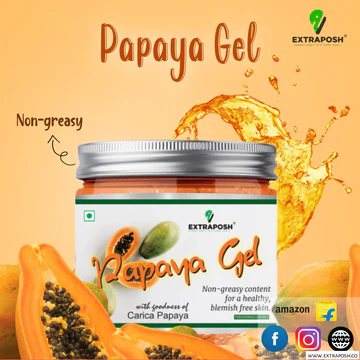 Papaya Gel
EXTRAPOSH
Non-greasy
EXTRAPOSH®
Papaya Gel
Non-greasy content
for a healthy,
blemish free skin.
with goodness of
Carica Papaya
amazon
WWW.EXTRAPOSH.CO